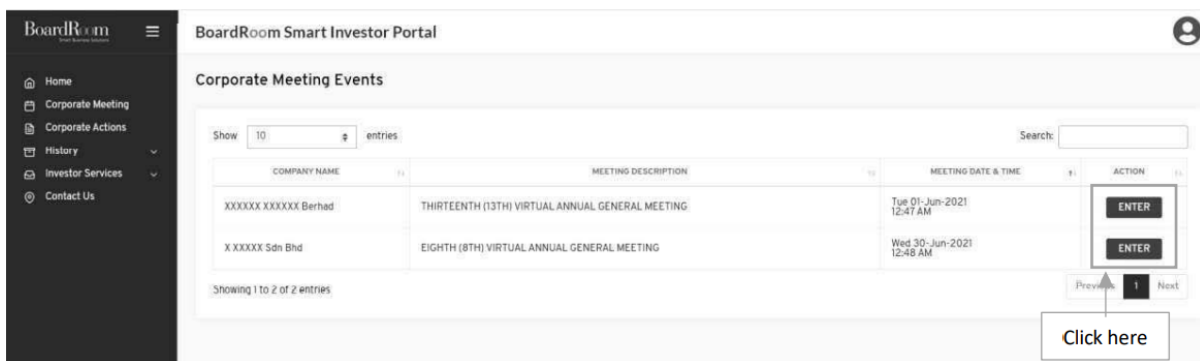 BoardRoom
Smart Business Solutions
BoardRoom Smart Investor Portal
Home
Corporate Meeting
Corporate Actions
History
Investor Services
Contact Us
Corporate Meeting Events
Show 10 entries
Search:
COMPANY NAME MEETING DESCRIPTION MEETING DATE & TIME ACTION
XXXXXX XXXXXX Berhad THIRTEENTH (13TH) VIRTUAL ANNUAL GENERAL MEETING Tue 01-Jun-2021 ENTER
12:47 AM
X XXXXX Sdn Bhd EIGHTH (8TH) VIRTUAL ANNUAL GENERAL MEETING Wed 30-Jun-2021 ENTER
12:48 AM
Showing 1 to 2 of 2 entries
1 Next
Click here